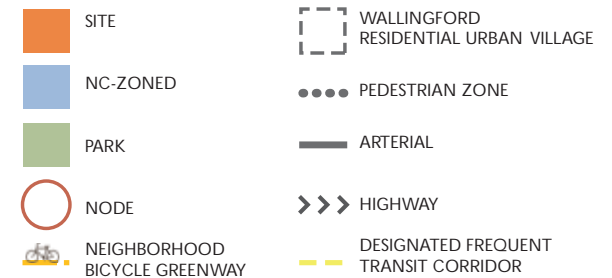 SITE
NC-ZONED
PARK
NODE
NEIGHBORHOOD
BICYCLE GREENWAY
WALLINGFORD
RESIDENTIAL URBAN VILLAGE
PEDESTRIAN ZONE
ARTERIAL
HIGHWAY
DESIGNATED FREQUENT
TRANSIT CORRIDOR